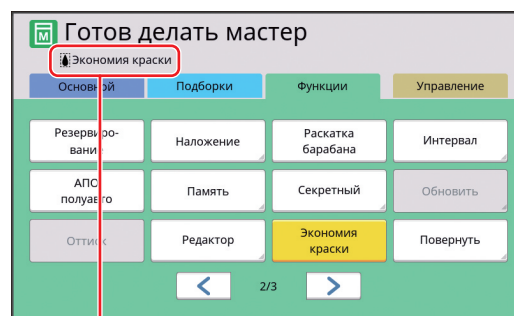 Готов делать мастер
Экономия краски
Основной
Подборки
Функции
Управление
Резервиро-
вание
Наложение
Раскатка
барабана
Интервал
АПО
полуавто
Память
Секретный
Обновить
Оттиск
Редактор
Экономия
краски
Повернуть
2/3